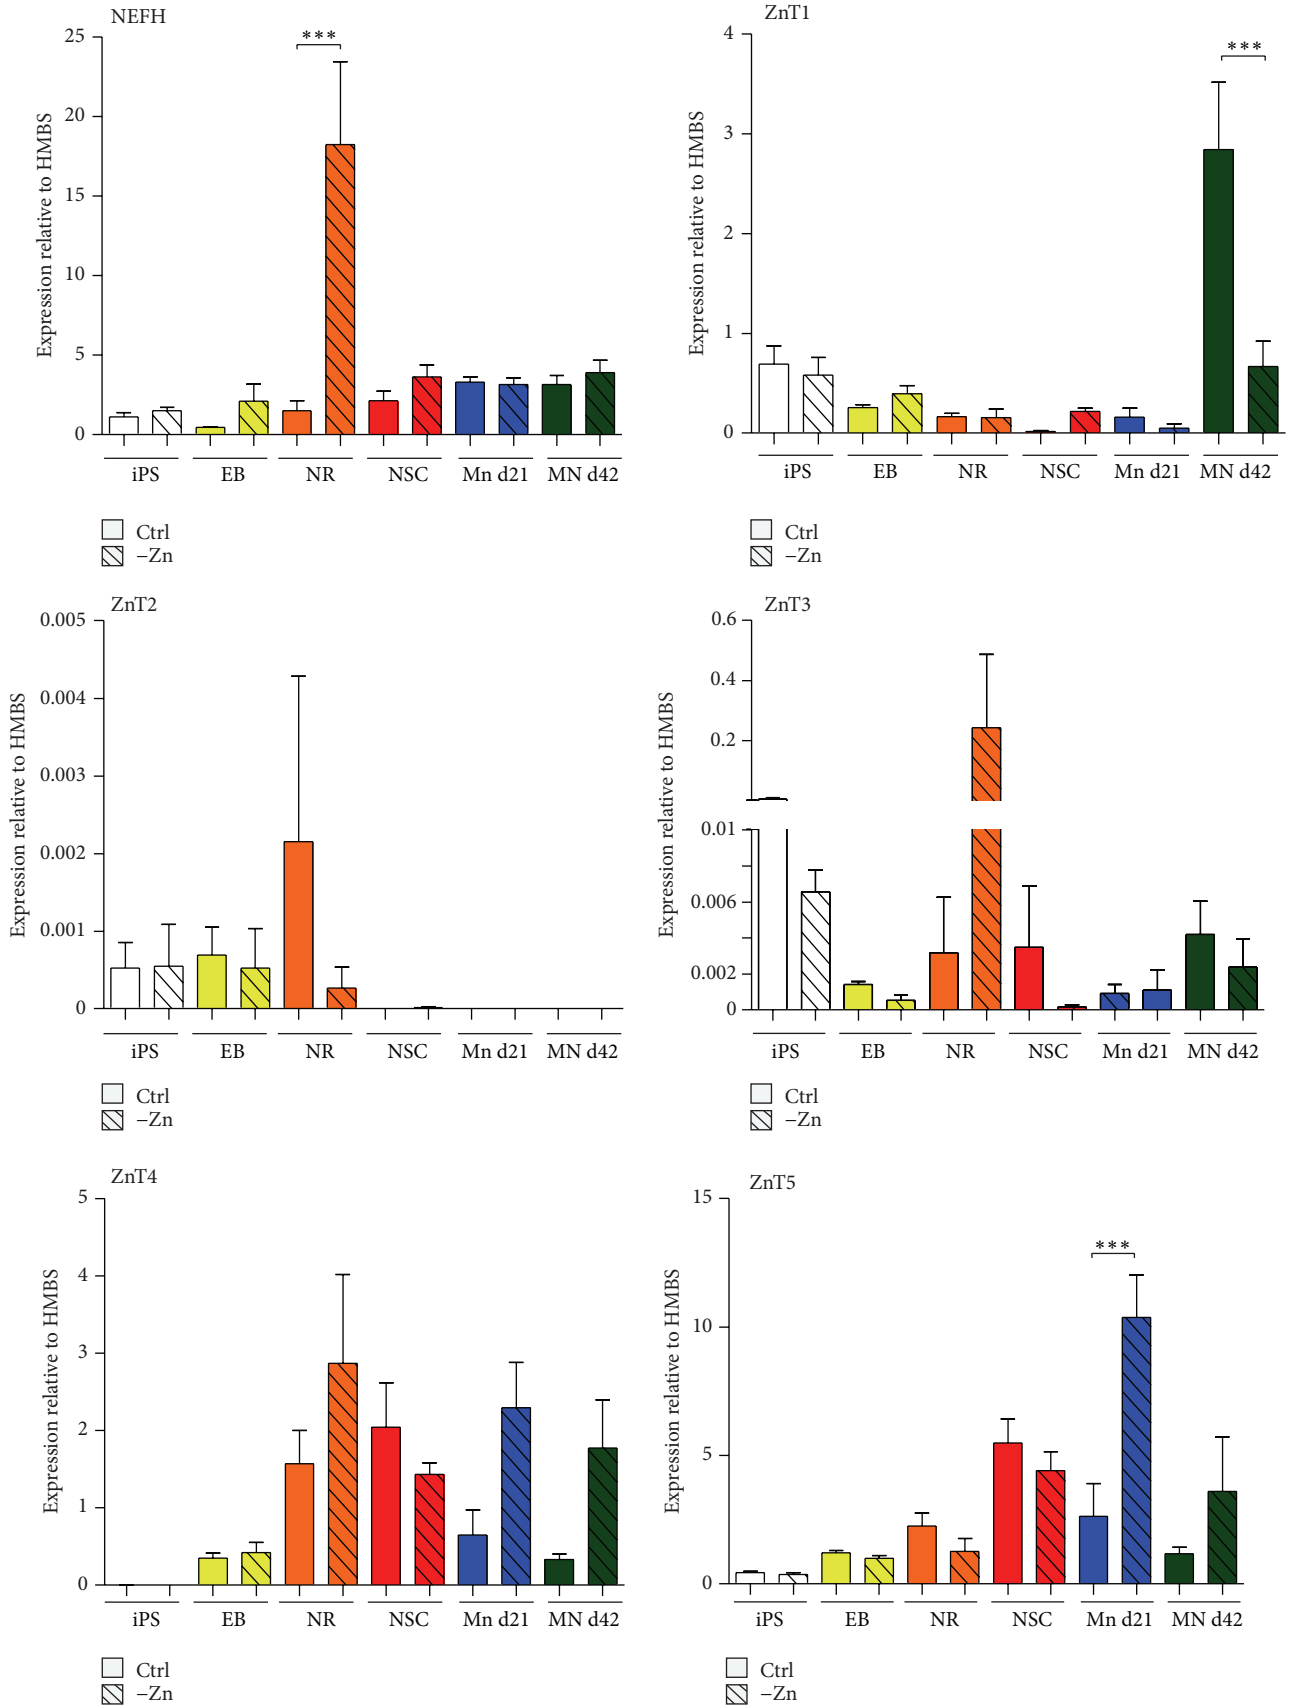 NEFH
Expression relative to HMBS
25
20
15
10
5
0
***
iPS EB NR NSC Mn d21 MN d42
Ctrl
−Zn
ZnT1
Expression relative to HMBS
4
3
2
1
0
***
iPS EB NR NSC Mn d21 MN d42
Ctrl
−Zn
ZnT2
Expression relative to HMBS
0.005
0.004
0.003
0.002
0.001
0
iPS EB NR NSC Mn d21 MN d42
Ctrl
−Zn
ZnT3
Expression relative to HMBS
0.6
0.2
0.01
0.006
0.002
0
iPS EB NR NSC Mn d21 MN d42
Ctrl
−Zn
ZnT4
Expression relative to HMBS
5
4
3
2
1
0
iPS EB NR NSC Mn d21 MN d42
Ctrl
−Zn
ZnT5
Expression relative to HMBS
15
10
5
0
***
iPS EB NR NSC Mn d21 MN d42
Ctrl
−Zn